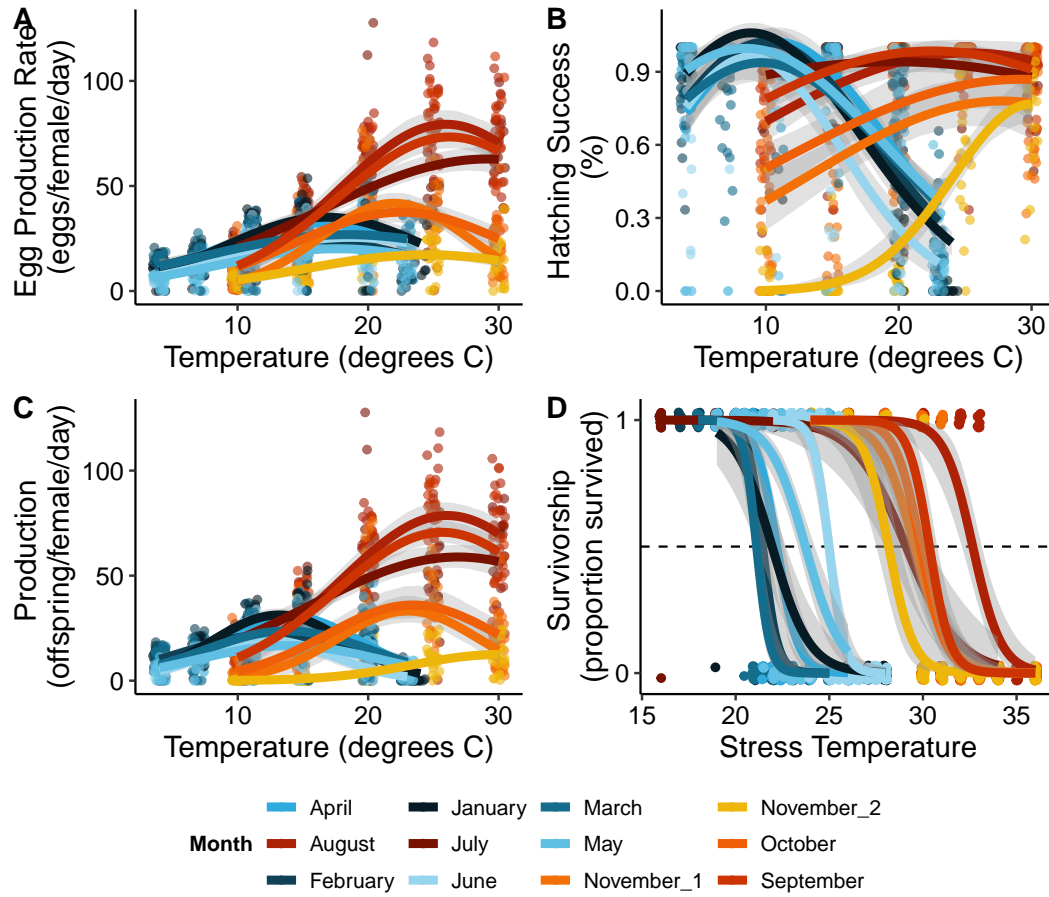 A
Egg Production Rate
(eggs/female/day)
100
50
0
10
20
30
Temperature (degrees C)
B
Hatching Success
(%)
0.9
0.6
0.3
0.0
10
20
30
Temperature (degrees C)
C
Production
(offspring/female/day)
100
50
0
10
20
30
Temperature (degrees C)
D
Survivorship
(proportion survived)
1
0
15
20
25
30
35
Stress Temperature
Month
April
August
February
January
July
June
March
May
November_1
November_2
October
September